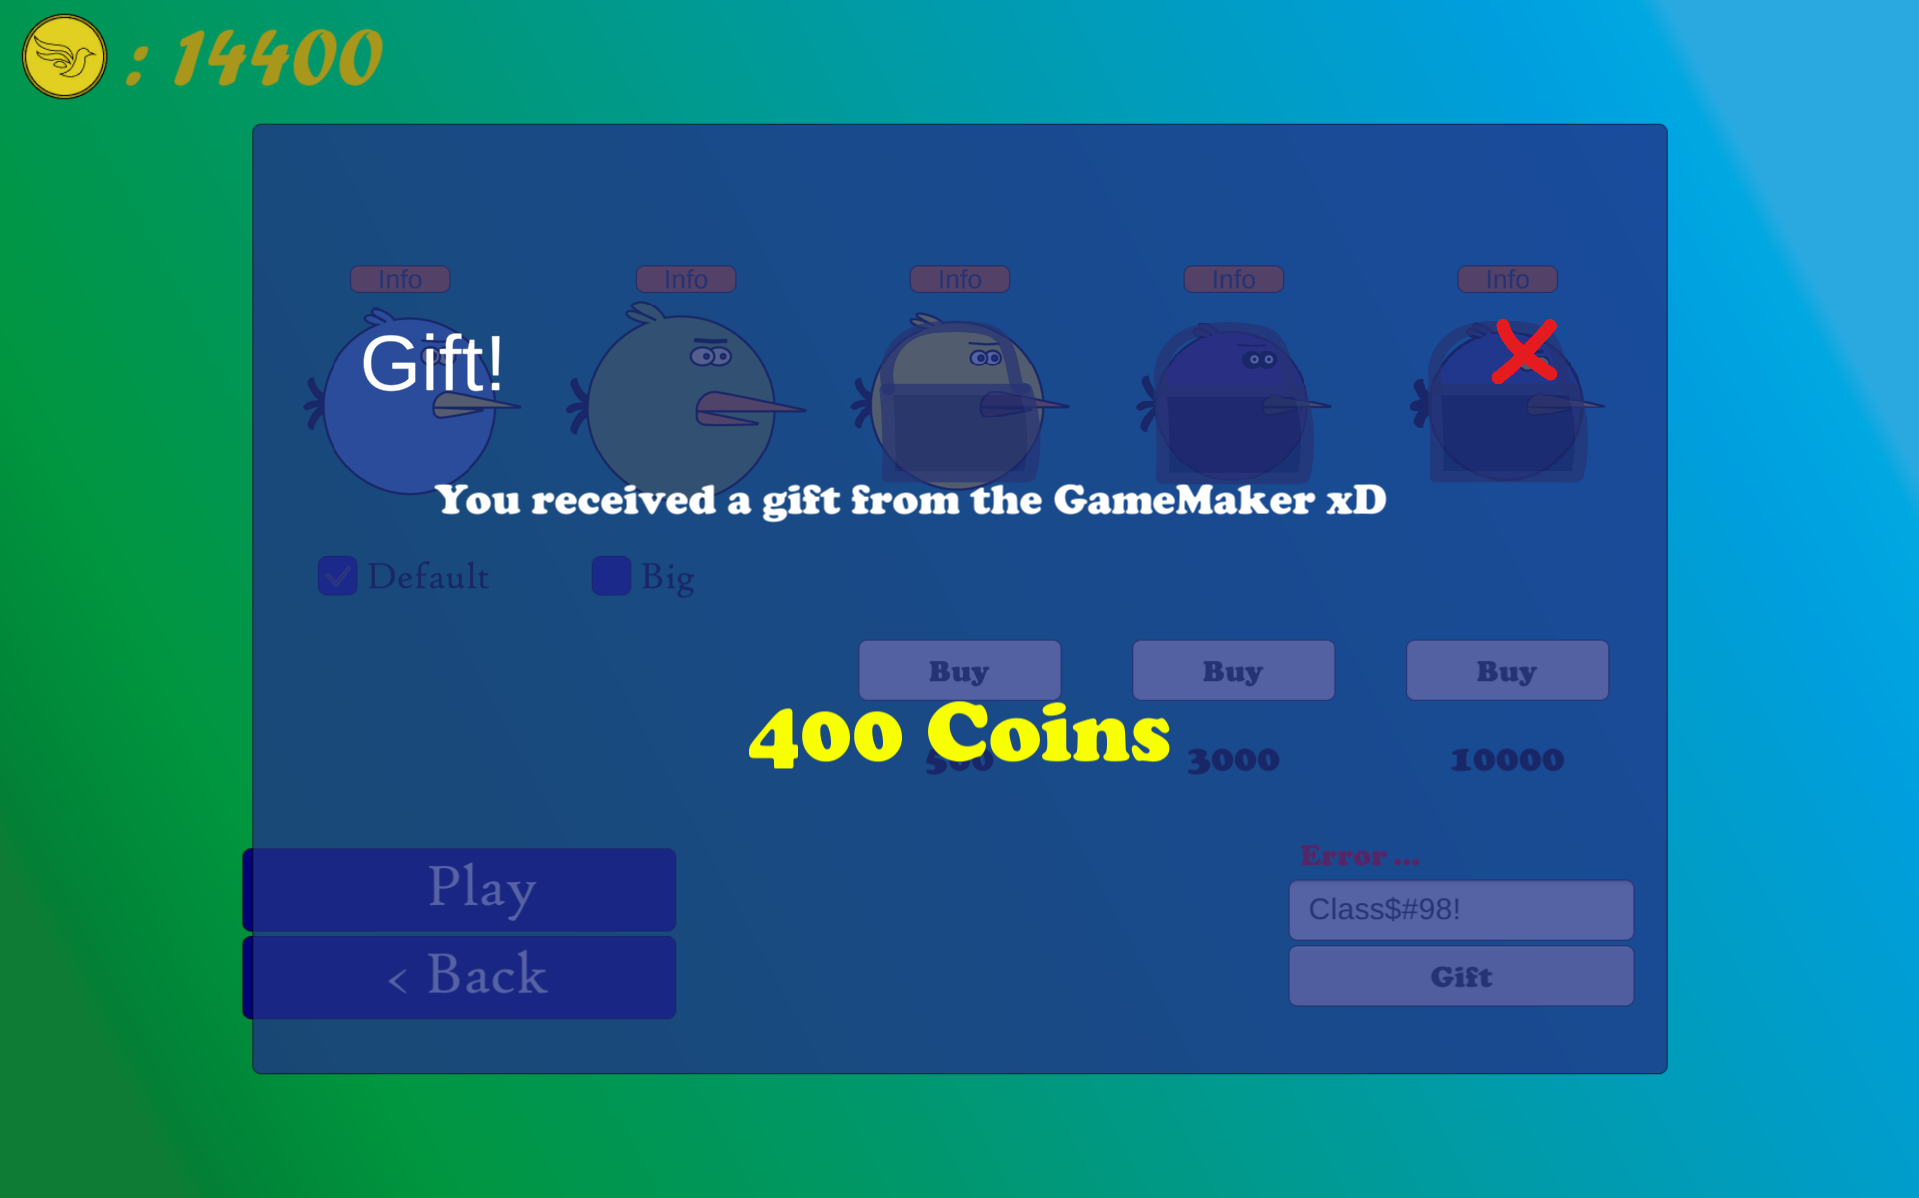 : 14400
Info Info Info Info Info
Gift!
You received a gift from the GameMaker xD
Default Big
Buy Buy Buy
400 Coins
500 3000 10000
Error ...
Play
Class$#98!
< Back
Gift